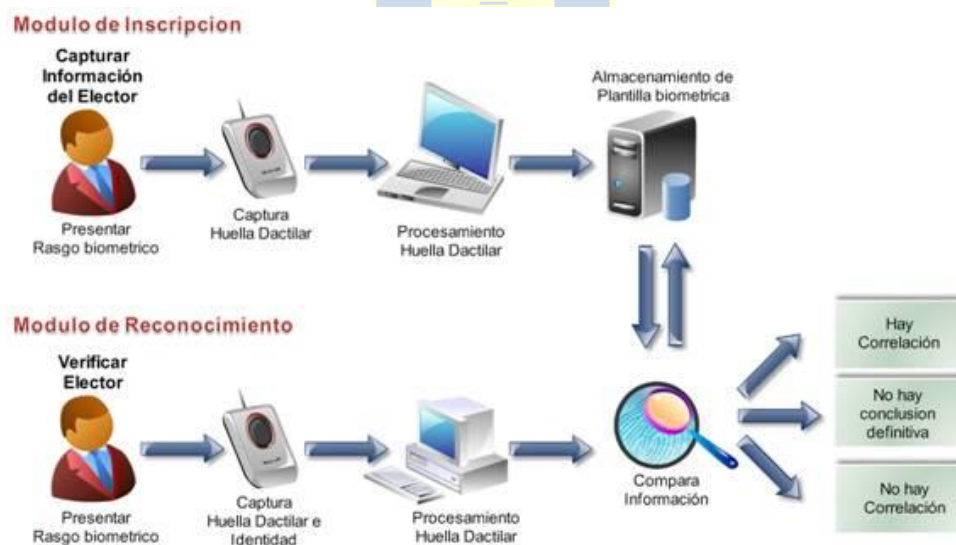 Modulo de Inscripcion
Capturar
Información
del Elector
Presentar
Rasgo biometrico
Captura
Huella Dactilar
Procesamiento
Huella Dactilar
Almacenamiento de
Plantilla biometrica
Modulo de Reconocimiento
Verificar
Elector
Presentar
Rasgo biometrico
Captura
Huella Dactilar e
Identidad
Procesamiento
Huella Dactilar
Compara
Información
Hay
Correlación
No hay
conclusion
definitiva
No hay
Correlación